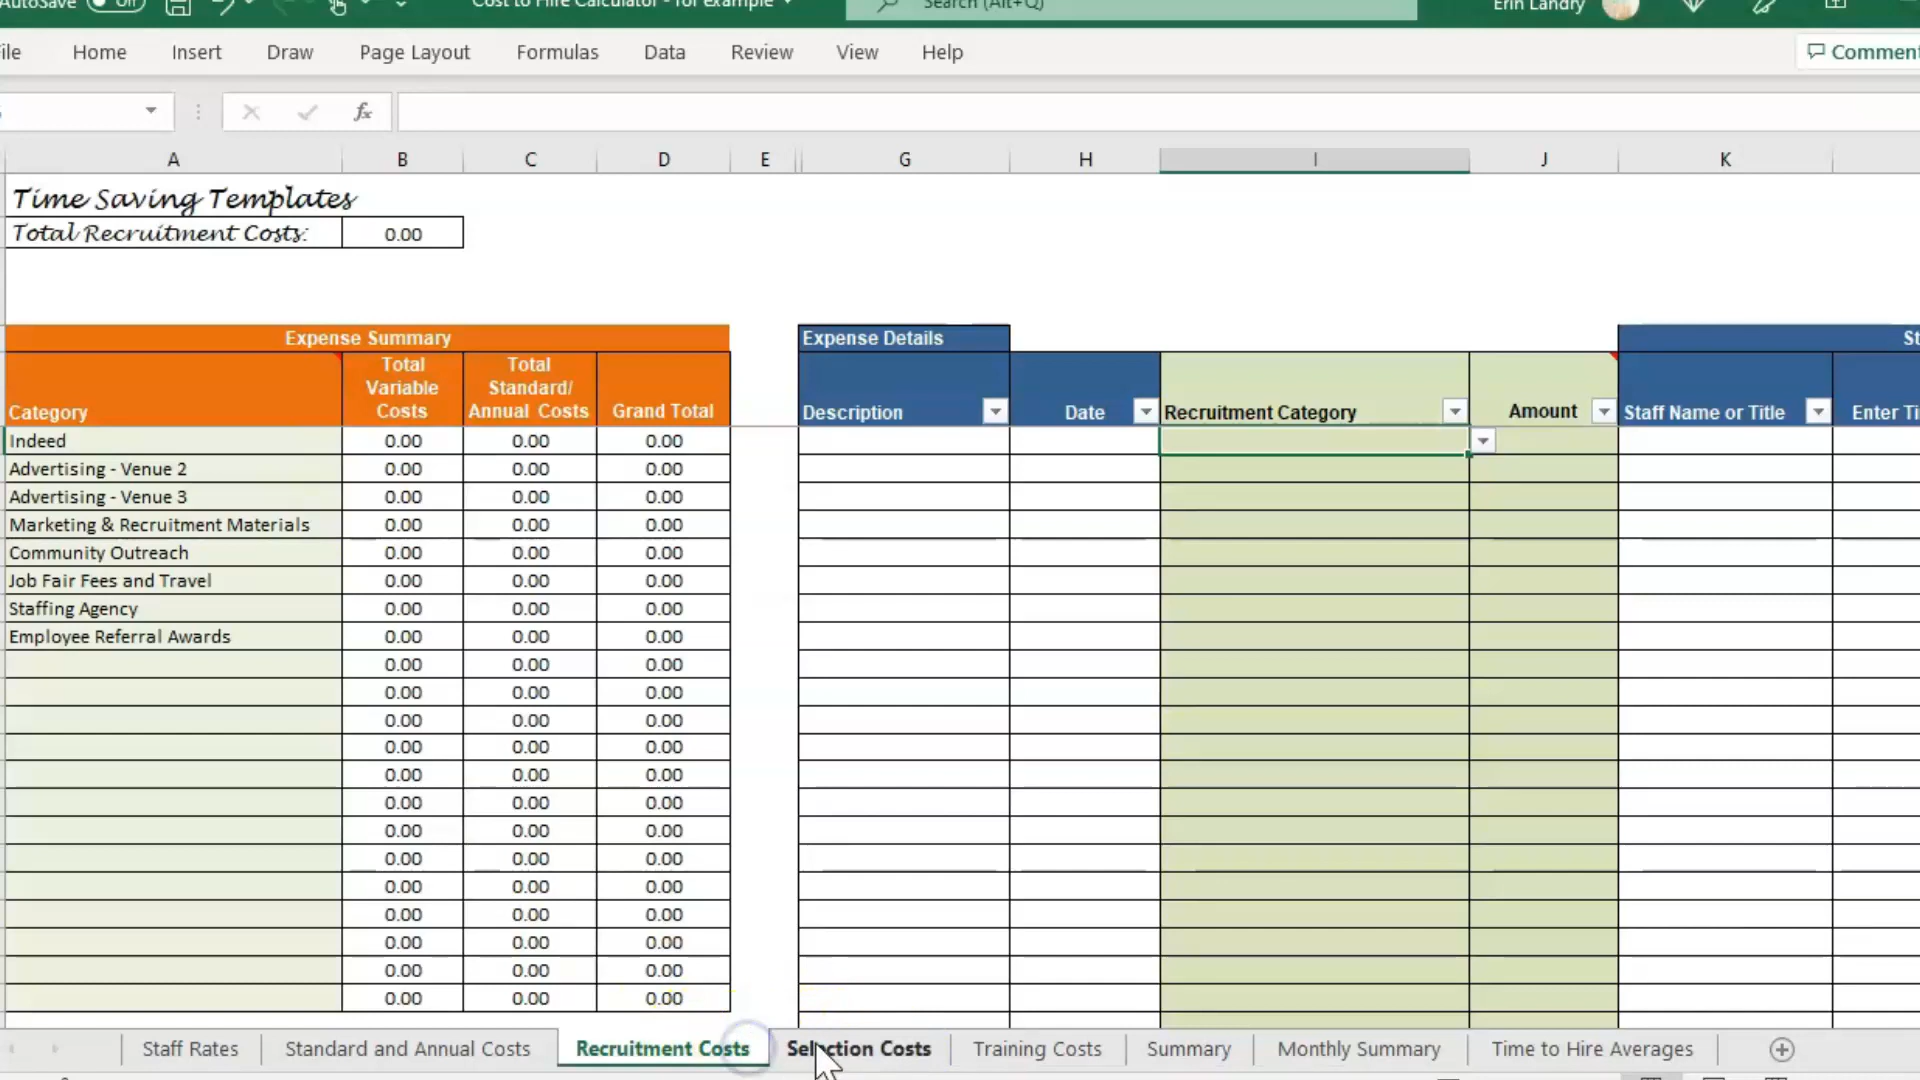 AutoSave Off Cost to Hire Calculator - for example Search (Alt+Q) Erin Landry
File Home Insert Draw Page Layout Formulas Data Review View Help Comment
fx
A B C D E G H I J K
Time Saving Templates
Total Recruitment Costs: 0.00
Expense Summary
Category
Total Variable Costs
Total Standard/ Annual Costs
Grand Total
Indeed 0.00 0.00 0.00
Advertising - Venue 2 0.00 0.00 0.00
Advertising - Venue 3 0.00 0.00 0.00
Marketing & Recruitment Materials 0.00 0.00 0.00
Community Outreach 0.00 0.00 0.00
Job Fair Fees and Travel 0.00 0.00 0.00
Staffing Agency 0.00 0.00 0.00
Employee Referral Awards 0.00 0.00 0.00
0.00 0.00 0.00
0.00 0.00 0.00
0.00 0.00 0.00
0.00 0.00 0.00
0.00 0.00 0.00
0.00 0.00 0.00
0.00 0.00 0.00
0.00 0.00 0.00
0.00 0.00 0.00
0.00 0.00 0.00
0.00 0.00 0.00
0.00 0.00 0.00
0.00 0.00 0.00
Expense Details St
Description Date Recruitment Category Amount Staff Name or Title Enter Ti
Staff Rates Standard and Annual Costs Recruitment Costs Selection Costs Training Costs Summary Monthly Summary Time to Hire Averages